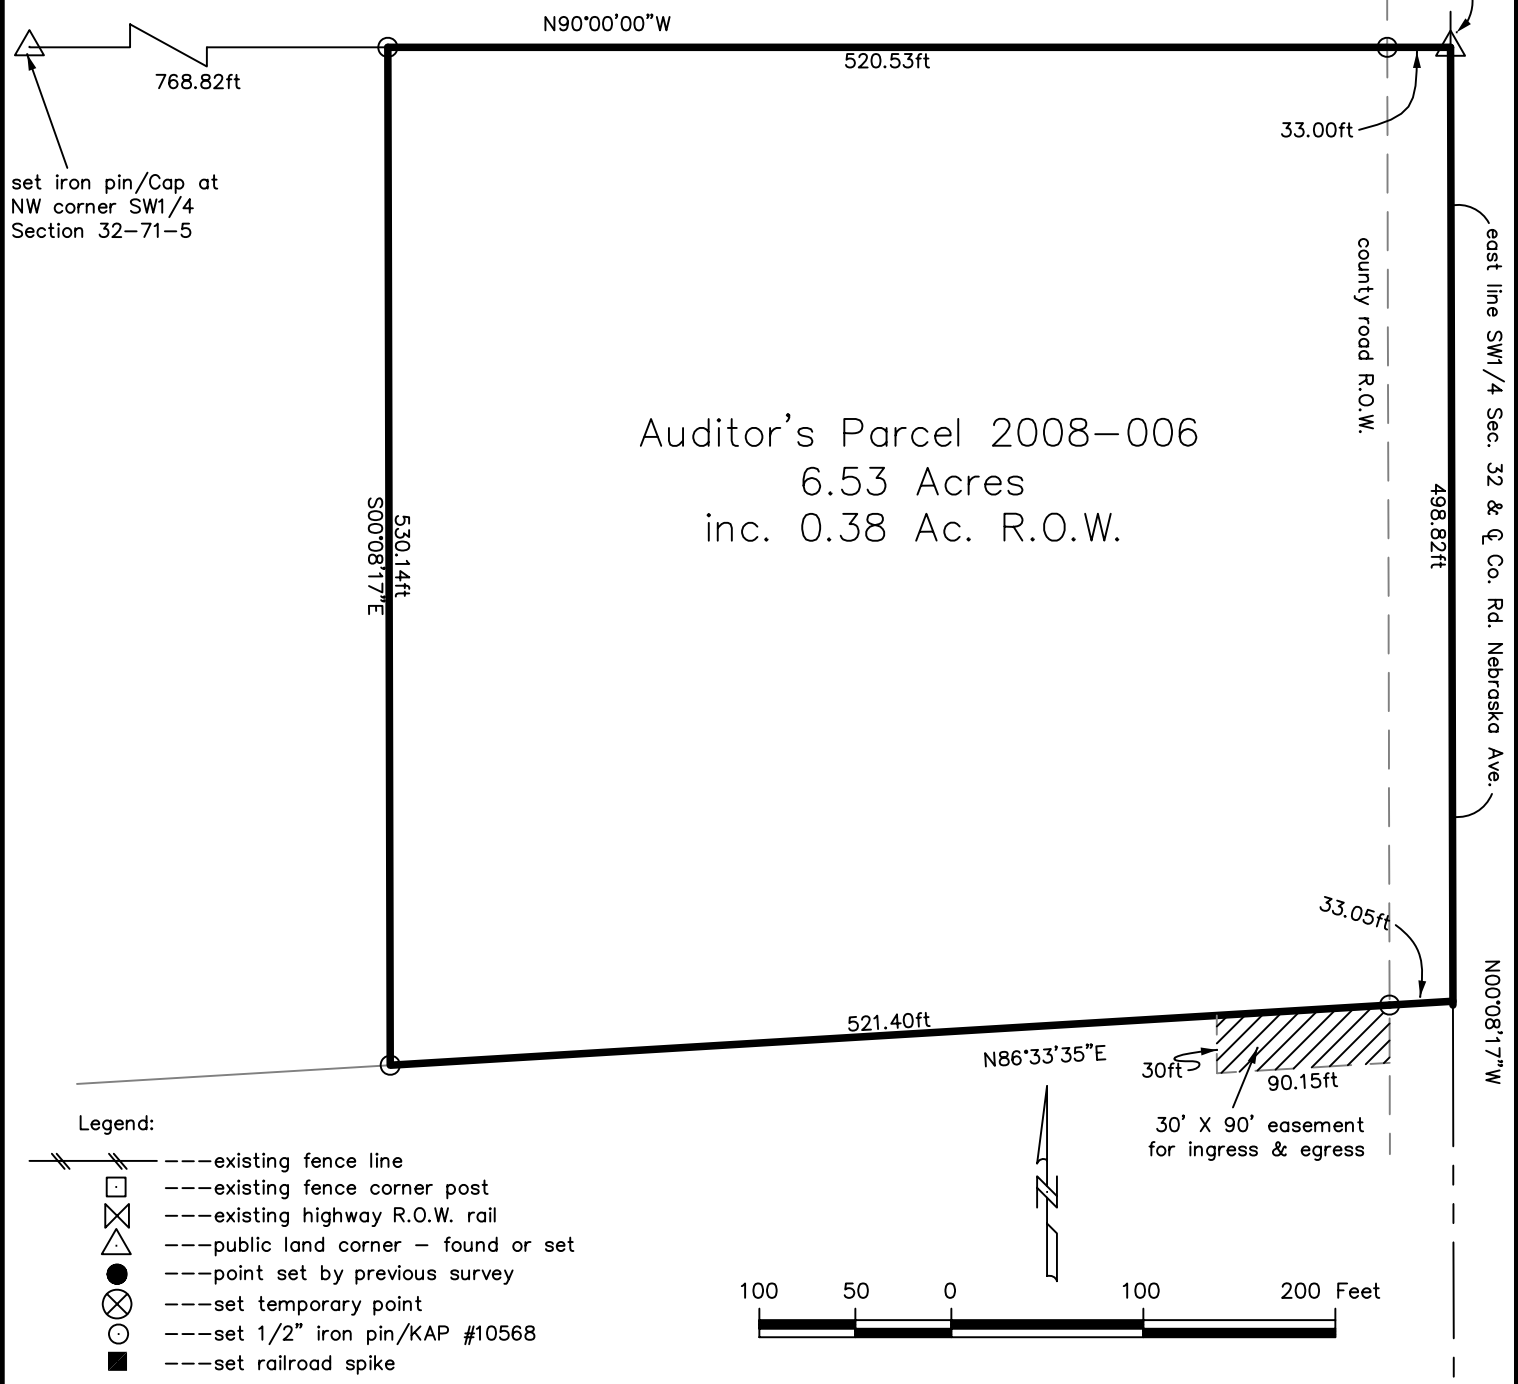 N90°00'00"W
520.53ft
768.82ft
33.00ft
set iron pin/Cap at
NW corner SW1/4
Section 32-71-5
county road R.O.W.
east line SW1/4 Sec. 32 & ℄ Co. Rd. Nebraska Ave.
Auditor's Parcel 2008-006
6.53 Acres
inc. 0.38 Ac. R.O.W.
S00°08'17"E
530.14ft
498.82ft
33.05ft
N00°08'17"W
521.40ft
N86°33'35"E
30ft
90.15ft
30' X 90' easement
for ingress & egress
Legend:
---existing fence line
---existing fence corner post
---existing highway R.O.W. rail
---public land corner - found or set
---point set by previous survey
---set temporary point
---set 1/2" iron pin/KAP #10568
---set railroad spike
N
100 50 0 100 200 Feet